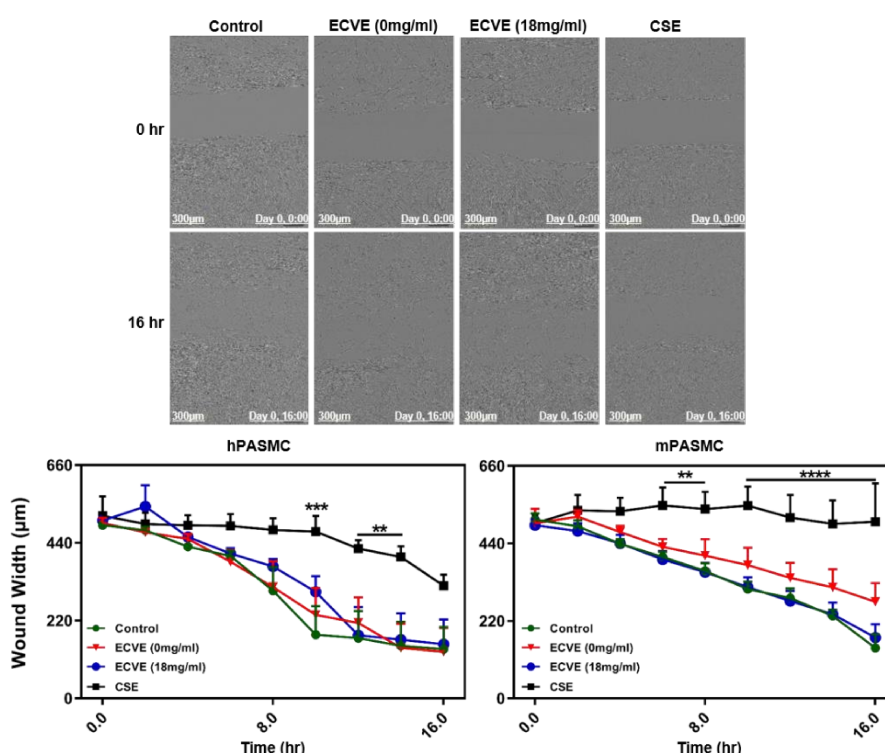 Control ECVE (0mg/ml) ECVE (18mg/ml) CSE
0 hr
300µm Day 0, 0:00 300µm Day 0, 0:00 300µm Day 0, 0:00 300µm Day 0, 0:00
16 hr
300µm Day 0, 16:00 300µm Day 0, 16:00 300µm Day 0, 16:00 300µm Day 0, 16:00
hPASMC
Wound Width (µm)
660
440
220
0
***
**
Control
ECVE (0mg/ml)
ECVE (18mg/ml)
CSE
0.0 8.0 16.0
Time (hr)
mPASMC
660
440
220
0
**
****
Control
ECVE (0mg/ml)
ECVE (18mg/ml)
CSE
0.0 8.0 16.0
Time (hr)